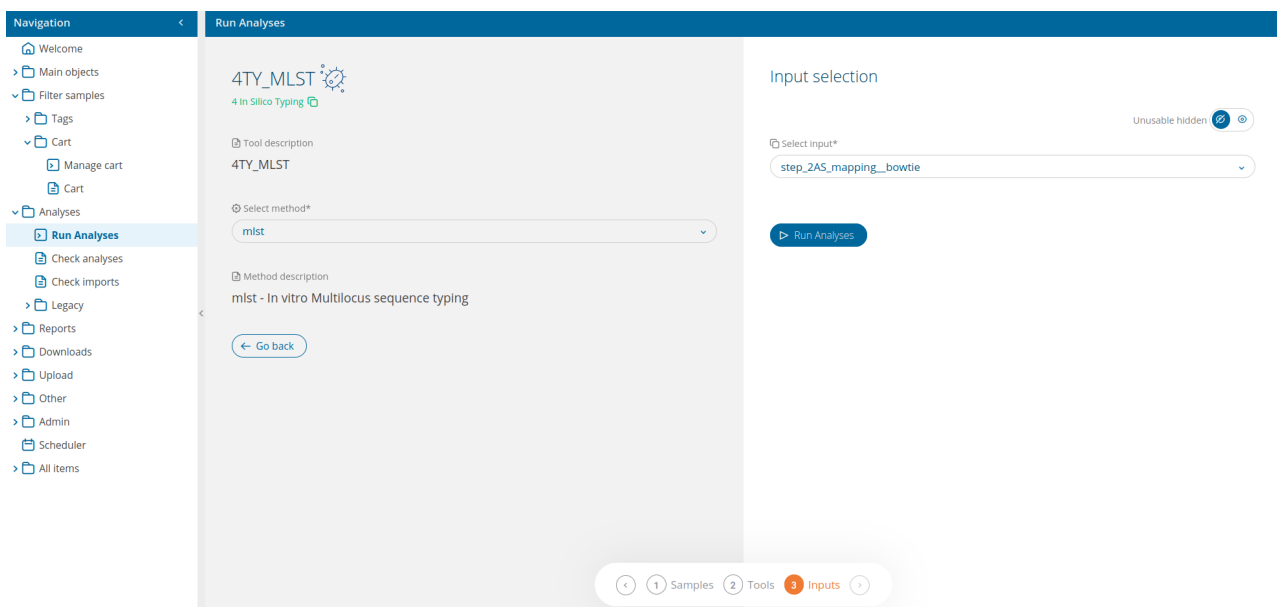 Navigation
Welcome
Main objects
Filter samples
Tags
Cart
Manage cart
Cart
Analyses
Run Analyses
Check analyses
Check imports
Legacy
Reports
Downloads
Upload
Other
Admin
Scheduler
All items
Run Analyses
4TY_MLST
4 In Silico Typing
Tool description
4TY_MLST
Select method*
mlst
Method description
mlst - In vitro Multilocus sequence typing
Go back
Input selection
Unusable hidden
Select input*
step_2AS_mapping__bowtie
Run Analyses
1 Samples 2 Tools 3 Inputs